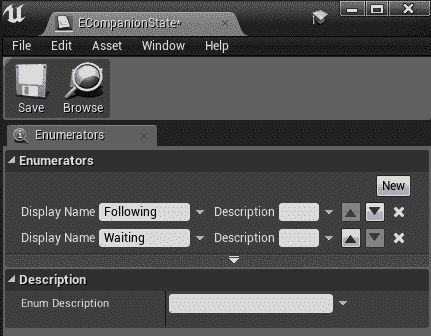 ECompanionState*
File Edit Asset Window Help
Save Browse
Enumerators
Enumerators
New
Display Name Following Description
Display Name Waiting Description
Description
Enum Description